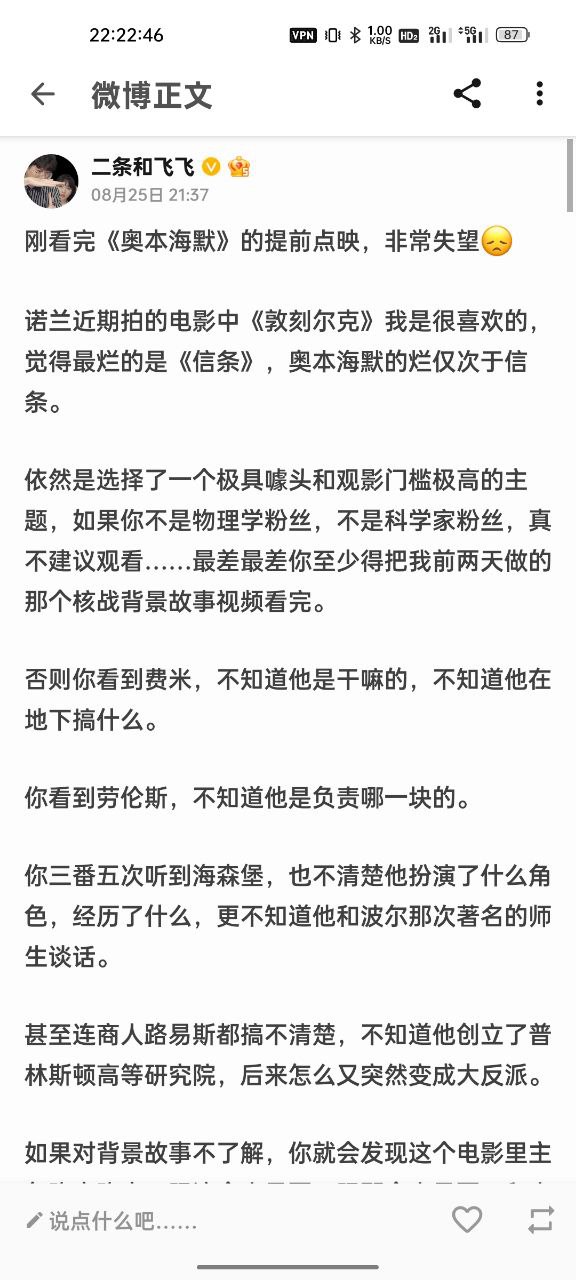 22:22:46
VPN
1.00
KB/S
HD2
2G
5G
87
微博正文
二条和飞飞
08月25日 21:37
刚看完《奥本海默》的提前点映，非常失望😞
诺兰近期拍的电影中《敦刻尔克》我是很喜欢的，
觉得最烂的是《信条》，奥本海默的烂仅次于信
条。
依然是选择了一个极具噱头和观影门槛极高的主
题，如果你不是物理学粉丝，不是科学家粉丝，真
不建议观看……最差最差你至少得把我前两天做的
那个核战背景故事视频看完。
否则你看到费米，不知道他是干嘛的，不知道他在
地下搞什么。
你看到劳伦斯，不知道他是负责哪一块的。
你三番五次听到海森堡，也不清楚他扮演了什么角
色，经历了什么，更不知道他和波尔那次著名的师
生谈话。
甚至连商人路易斯都搞不清楚，不知道他创立了普
林斯顿高等研究院，后来怎么又突然变成大反派。
如果对背景故事不了解，你就会发现这个电影里主
说点什么吧……